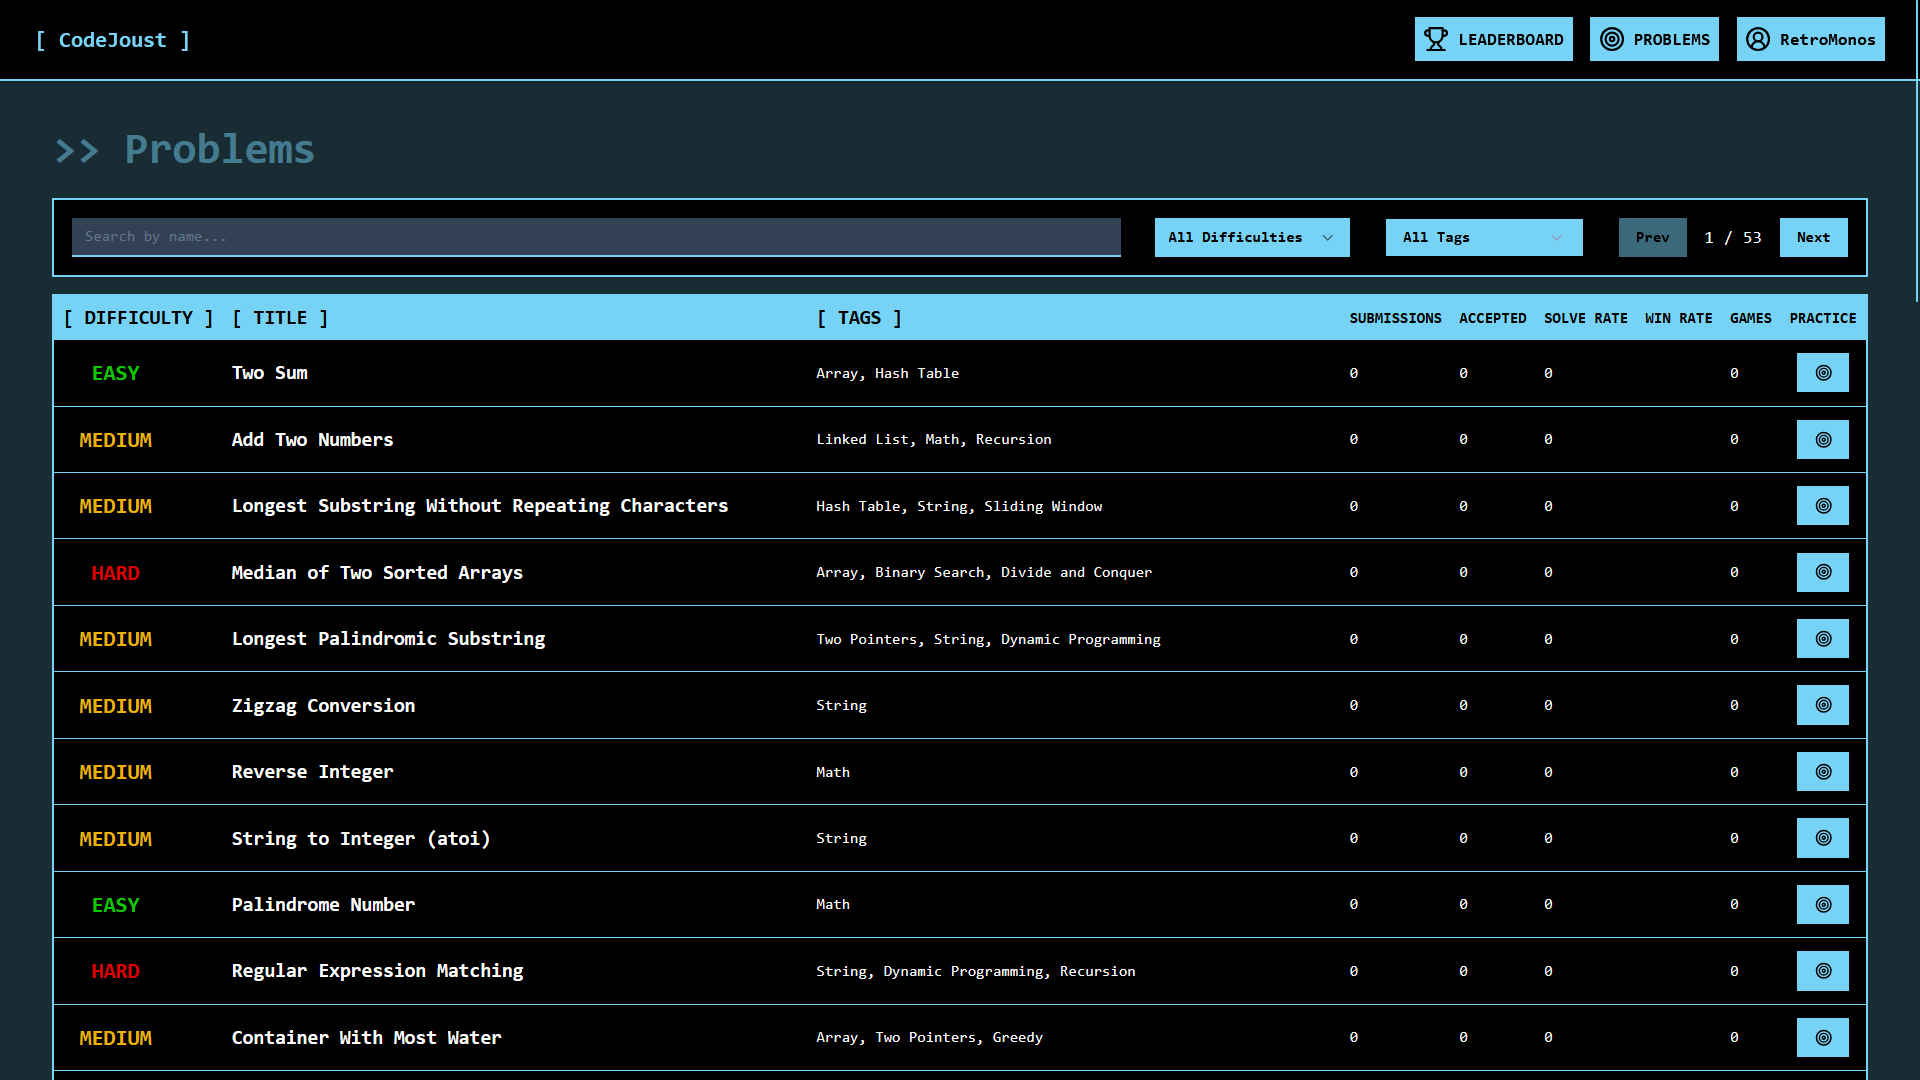 [ CodeJoust ] LEADERBOARD PROBLEMS RetroMonos
>> Problems
Search by name... All Difficulties All Tags Prev 1 / 53 Next
[ DIFFICULTY ] [ TITLE ] [ TAGS ] SUBMISSIONS ACCEPTED SOLVE RATE WIN RATE GAMES PRACTICE
EASY Two Sum Array, Hash Table 0 0 0 0
MEDIUM Add Two Numbers Linked List, Math, Recursion 0 0 0 0
MEDIUM Longest Substring Without Repeating Characters Hash Table, String, Sliding Window 0 0 0 0
HARD Median of Two Sorted Arrays Array, Binary Search, Divide and Conquer 0 0 0 0
MEDIUM Longest Palindromic Substring Two Pointers, String, Dynamic Programming 0 0 0 0
MEDIUM Zigzag Conversion String 0 0 0 0
MEDIUM Reverse Integer Math 0 0 0 0
MEDIUM String to Integer (atoi) String 0 0 0 0
EASY Palindrome Number Math 0 0 0 0
HARD Regular Expression Matching String, Dynamic Programming, Recursion 0 0 0 0
MEDIUM Container With Most Water Array, Two Pointers, Greedy 0 0 0 0